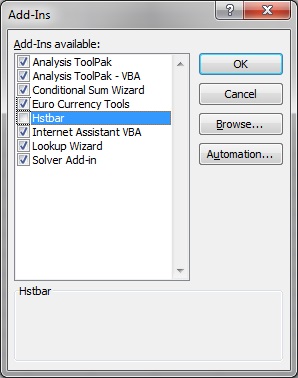 Add-Ins
Add-Ins available:
Analysis ToolPak
Analysis ToolPak - VBA
Conditional Sum Wizard
Euro Currency Tools
Hstbar
Internet Assistant VBA
Lookup Wizard
Solver Add-in
OK
Cancel
Browse...
Automation...
Hstbar